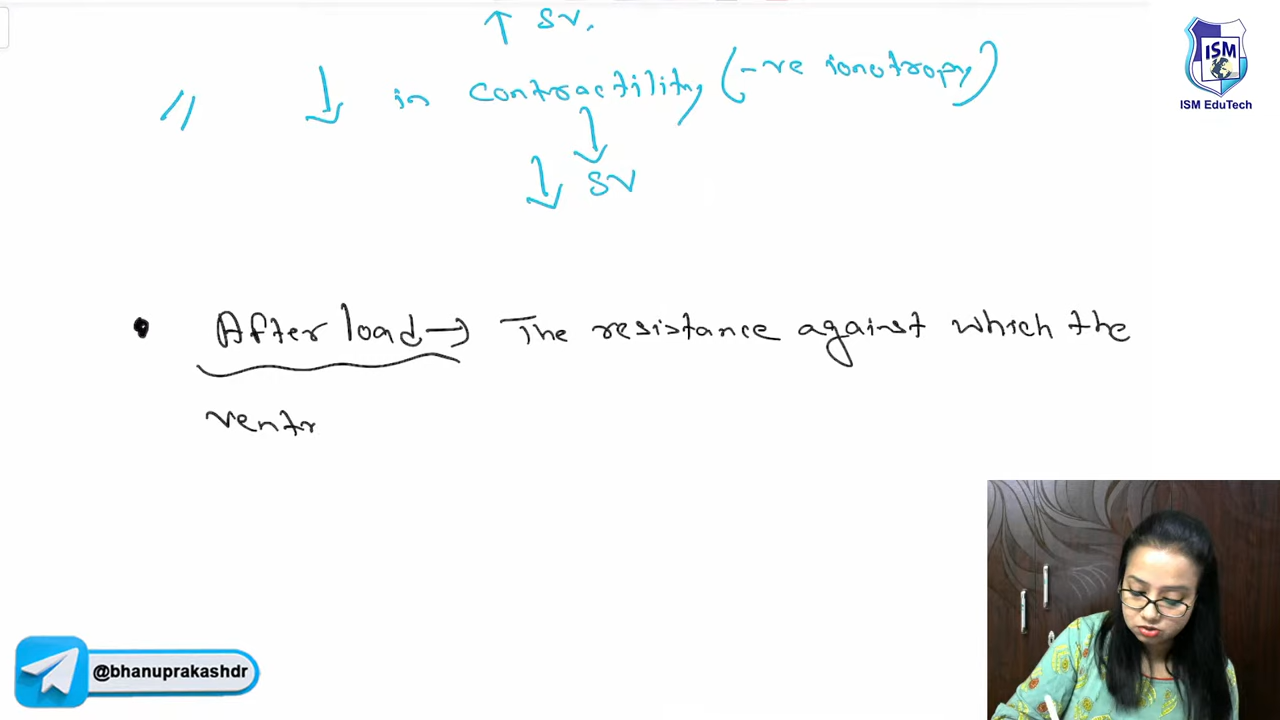 ↑ SV.
ISM
ISM EduTech
// ↓ in contractility (-ve ionotropy)
↓
↓ SV
• After load → The resistance against which the
ventr
@bhanuprakashdr